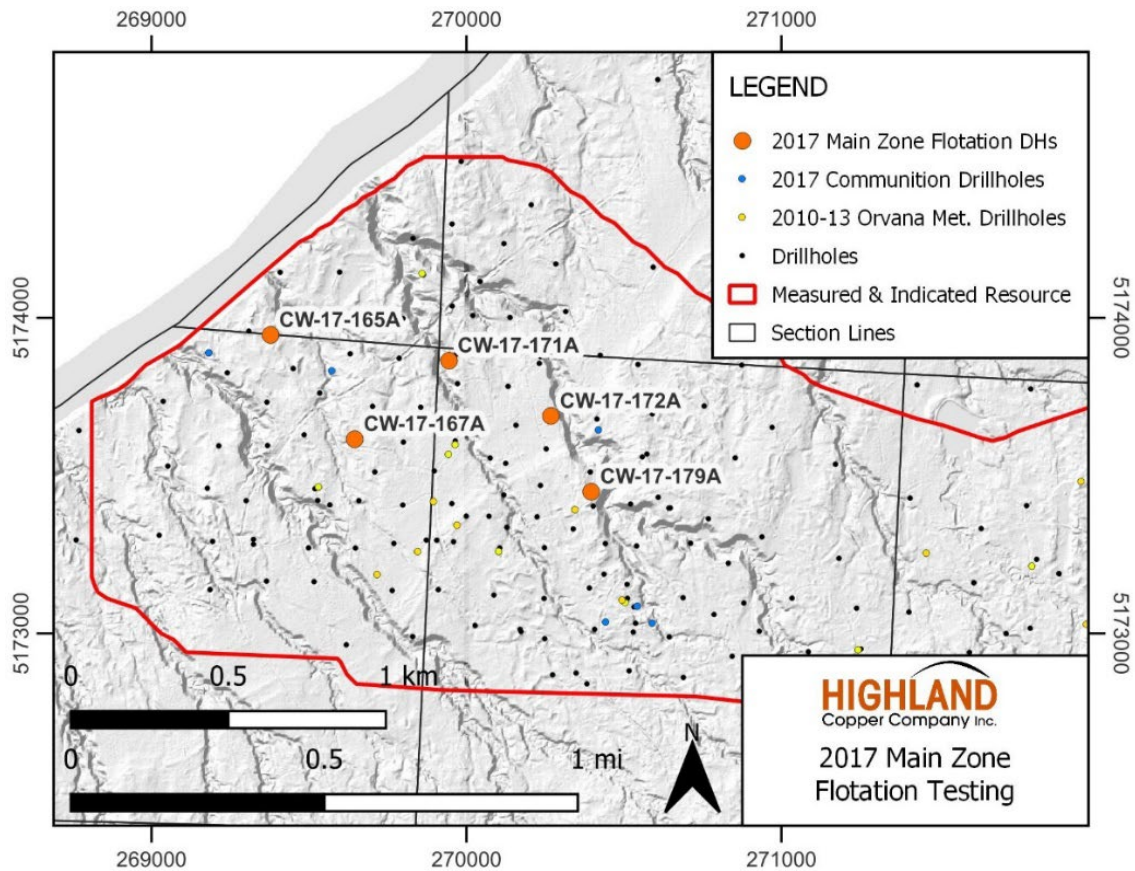 269000 270000 271000
LEGEND
2017 Main Zone Flotation DHs
2017 Communition Drillholes
2010-13 Orvana Met. Drillholes
Drillholes
Measured & Indicated Resource
Section Lines
5174000
5174000
CW-17-165A
CW-17-171A
CW-17-172A
CW-17-167A
CW-17-179A
5173000
5173000
0 0.5 1 km
0 0.5 1 mi
N
HIGHLAND
Copper Company Inc.
2017 Main Zone
Flotation Testing
269000 270000 271000